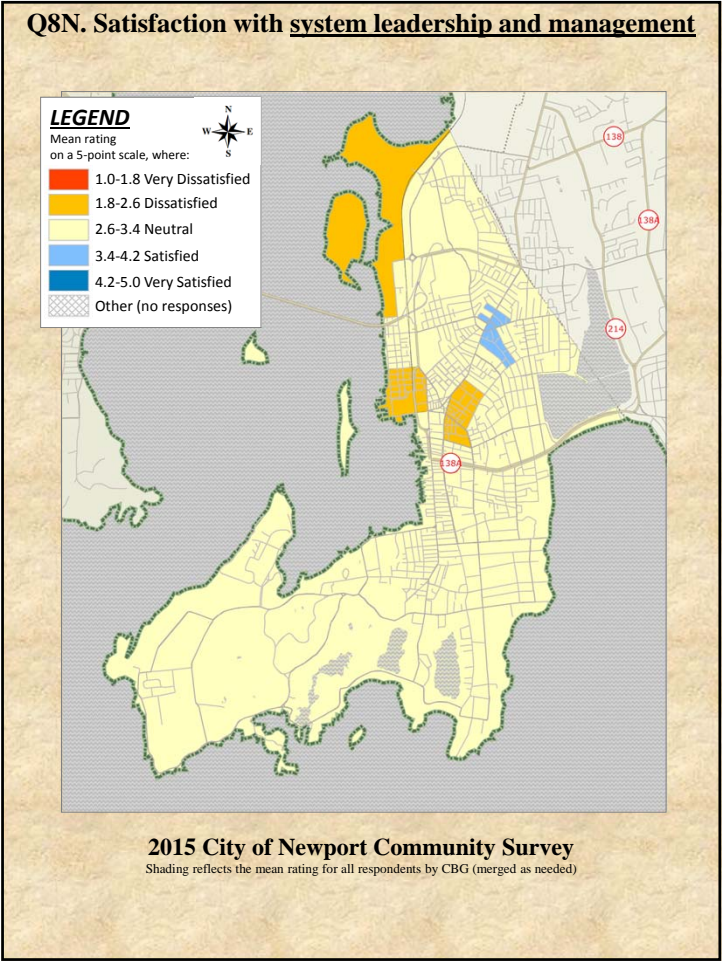 Q8N. Satisfaction with system leadership and management
LEGEND
Mean rating
on a 5-point scale, where:
N
W E
S
1.0-1.8 Very Dissatisfied
1.8-2.6 Dissatisfied
2.6-3.4 Neutral
3.4-4.2 Satisfied
4.2-5.0 Very Satisfied
Other (no responses)
138
138A
214
138A
2015 City of Newport Community Survey
Shading reflects the mean rating for all respondents by CBG (merged as needed)